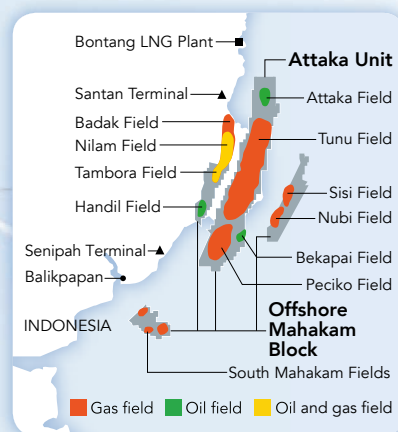 Bontang LNG Plant
Attaka Unit
Santan Terminal
Attaka Field
Badak Field
Tunu Field
Nilam Field
Tambora Field
Sisi Field
Handil Field
Nubi Field
Senipah Terminal
Bekapai Field
Balikpapan
Peciko Field
INDONESIA
Offshore
Mahakam
Block
South Mahakam Fields
Gas field
Oil field
Oil and gas field